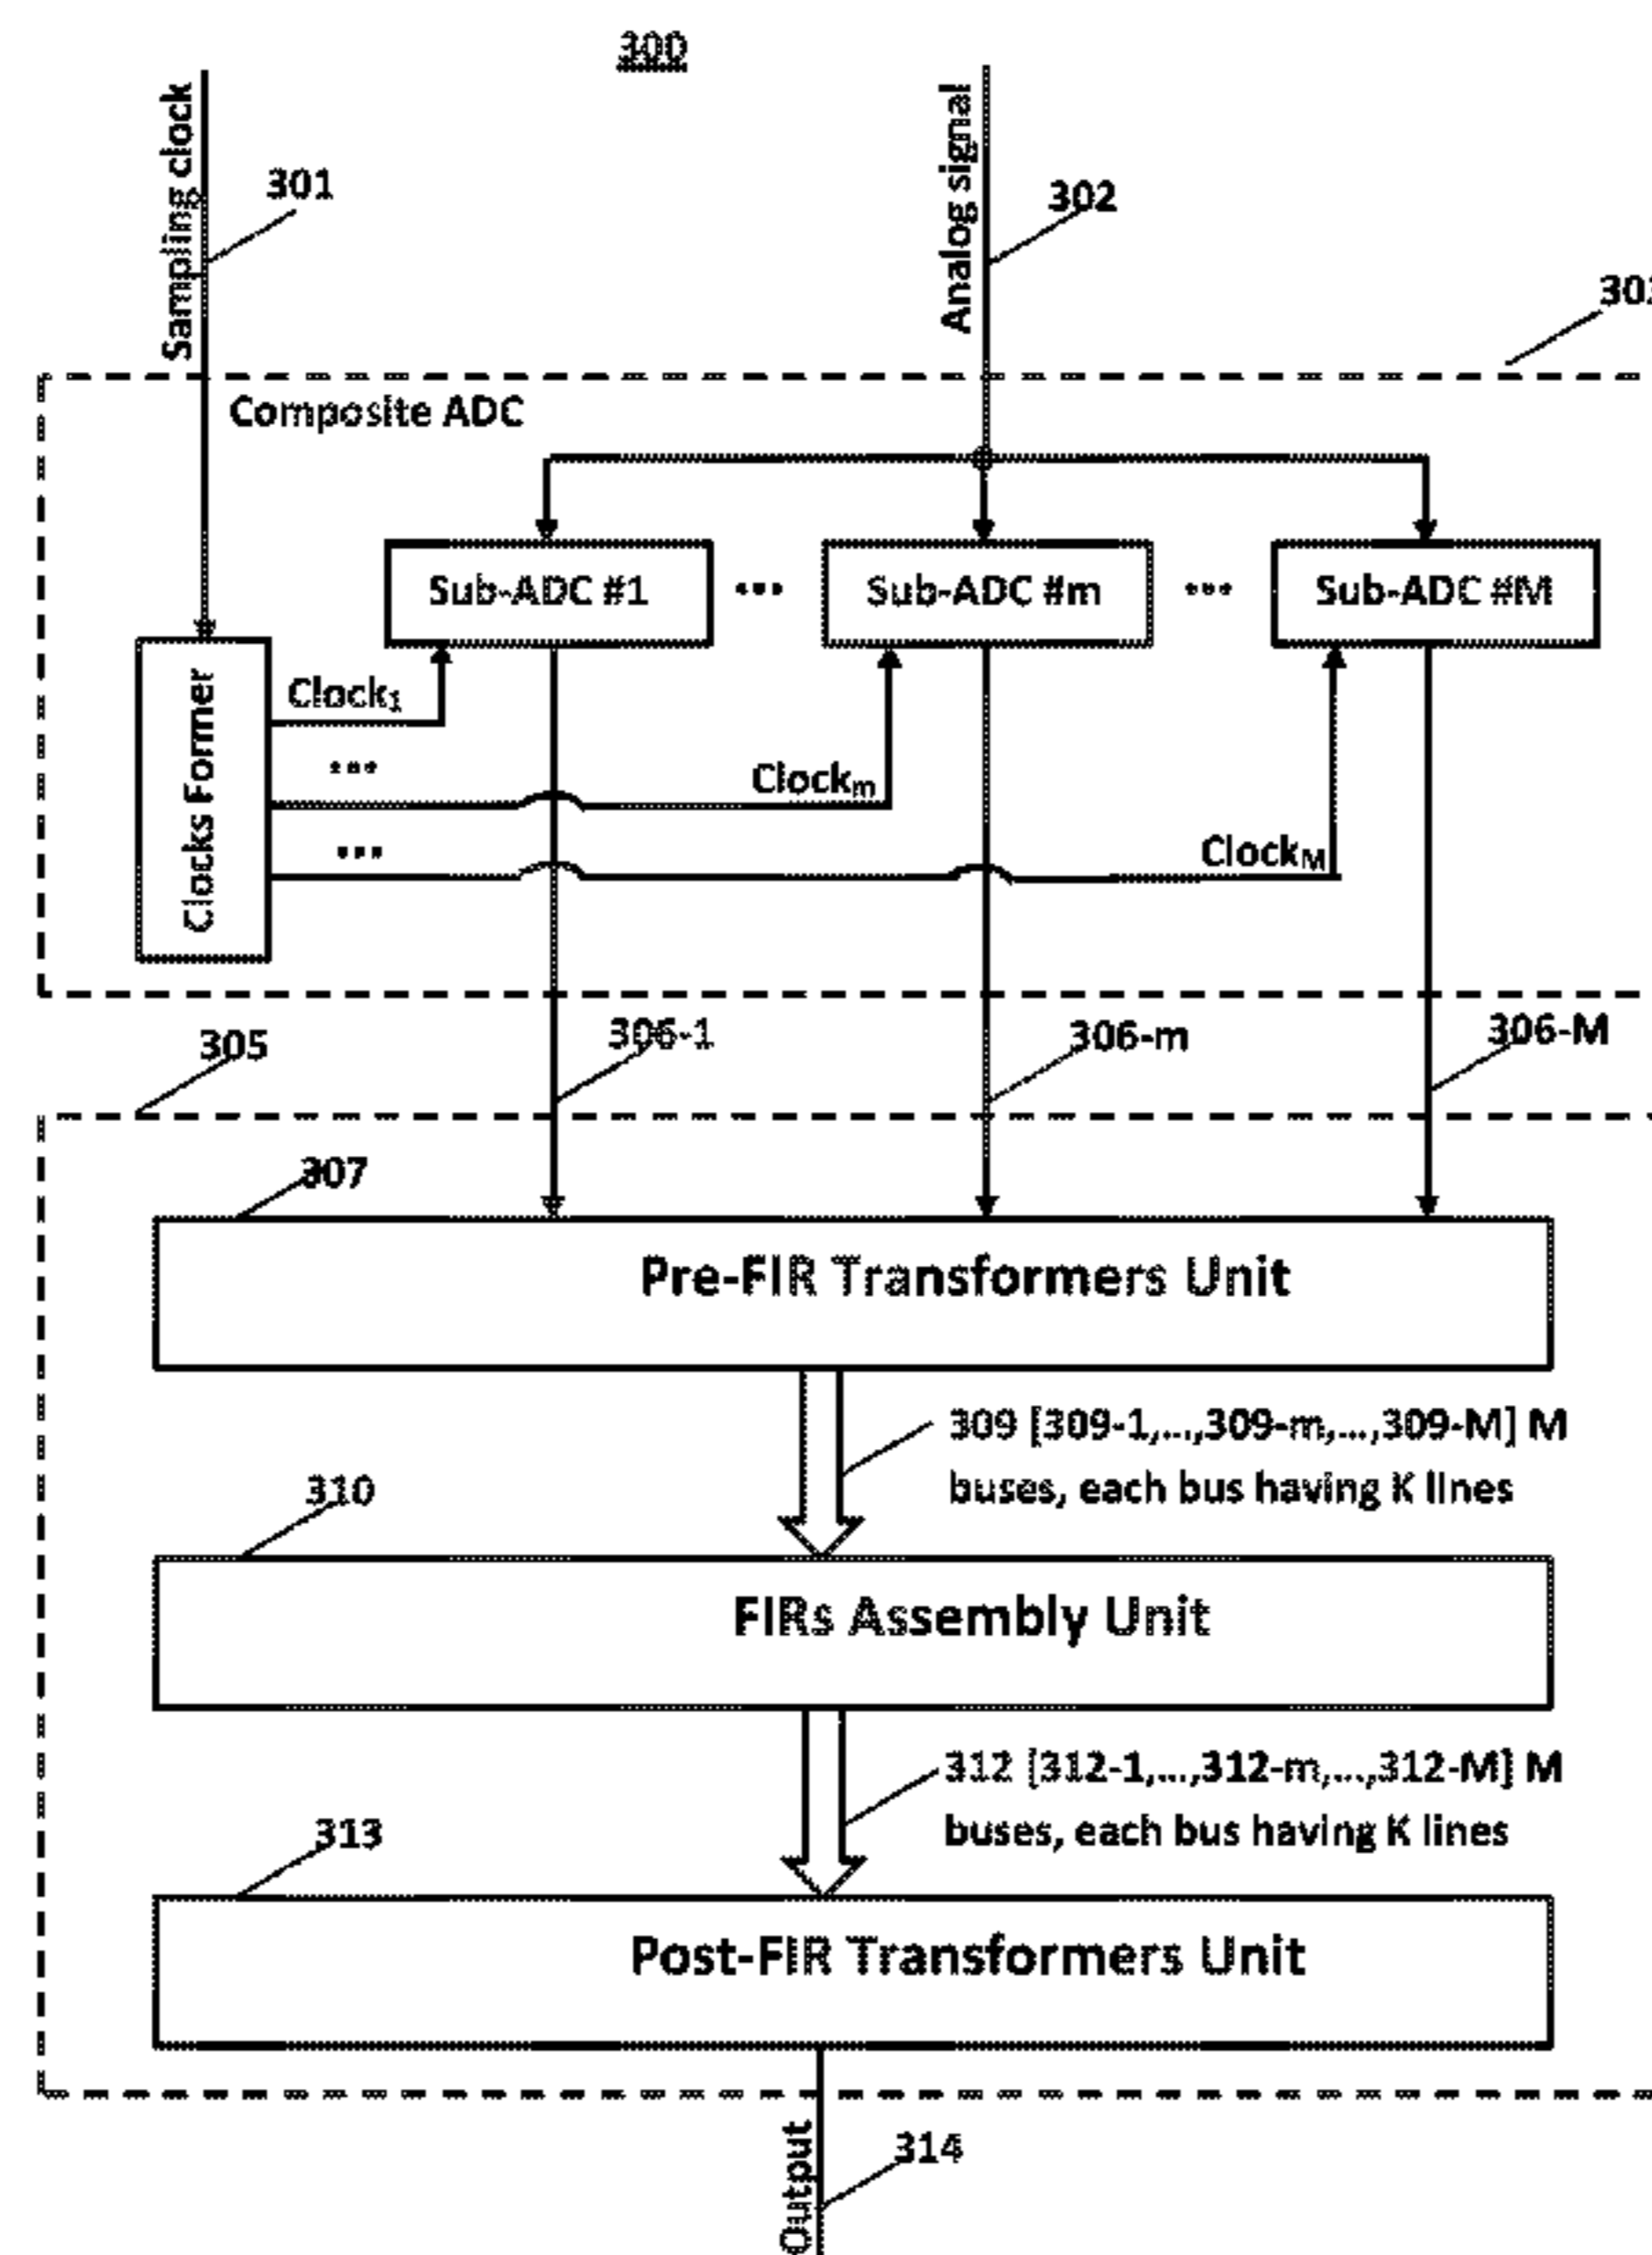 300
Sampling clock
301
Analog signal
302
Composite ADC
Sub-ADC #1
...
Sub-ADC #m
...
Sub-ADC #M
Clocks Former
Clock₁
...
Clockₘ
...
Clock_M
305
306-1
306-m
306-M
307
Pre-FIR Transformers Unit
309 [309-1,...,309-m,...,309-M] M
buses, each bus having K lines
310
FIRs Assembly Unit
312 [312-1,...,312-m,...,312-M] M
buses, each bus having K lines
313
Post-FIR Transformers Unit
Output
314